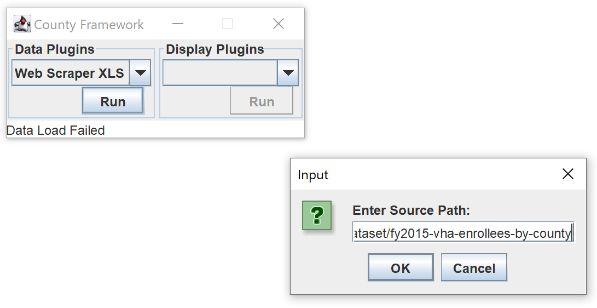 County Framework
Data Plugins
Display Plugins
Web Scraper XLS
Run
Run
Data Load Failed
Input
?
Enter Source Path:
ataset/fy2015-vha-enrollees-by-county
OK
Cancel